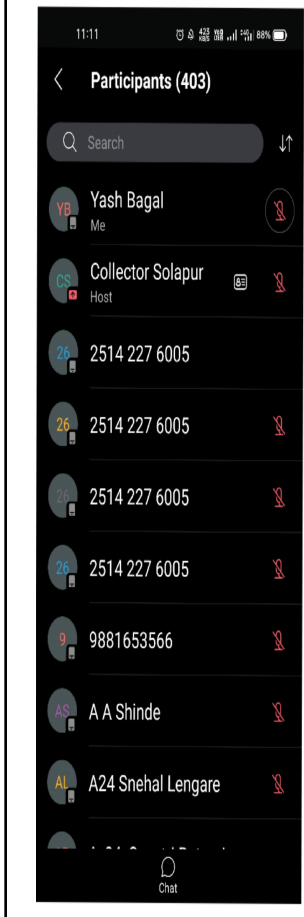 11:11
423 KB/S
88%
Participants (403)
Search
YB
Yash Bagal
Me
CS
Collector Solapur
Host
26
2514 227 6005
26
2514 227 6005
26
2514 227 6005
26
2514 227 6005
9
9881653566
AS
A A Shinde
AL
A24 Snehal Lengare
Chat